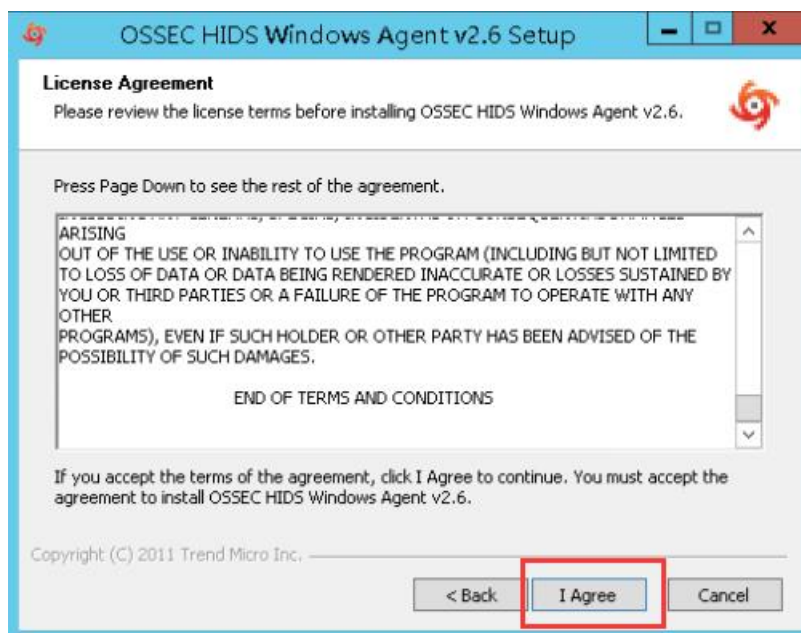 OSSEC HIDS Windows Agent v2.6 Setup
License Agreement
Please review the license terms before installing OSSEC HIDS Windows Agent v2.6.
Press Page Down to see the rest of the agreement.
ARISING
OUT OF THE USE OR INABILITY TO USE THE PROGRAM (INCLUDING BUT NOT LIMITED
TO LOSS OF DATA OR DATA BEING RENDERED INACCURATE OR LOSSES SUSTAINED BY
YOU OR THIRD PARTIES OR A FAILURE OF THE PROGRAM TO OPERATE WITH ANY
OTHER
PROGRAMS), EVEN IF SUCH HOLDER OR OTHER PARTY HAS BEEN ADVISED OF THE
POSSIBILITY OF SUCH DAMAGES.
END OF TERMS AND CONDITIONS
If you accept the terms of the agreement, click I Agree to continue. You must accept the
agreement to install OSSEC HIDS Windows Agent v2.6.
Copyright (C) 2011 Trend Micro Inc.
< Back
I Agree
Cancel